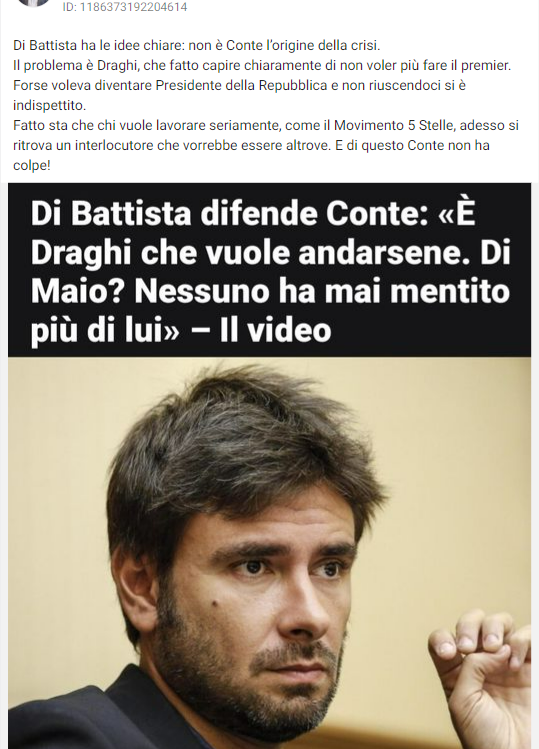 ID: 1186373192204614
Di Battista ha le idee chiare: non è Conte l'origine della crisi.
Il problema è Draghi, che fatto capire chiaramente di non voler più fare il premier.
Forse voleva diventare Presidente della Repubblica e non riuscendoci si è
indispettito.
Fatto sta che chi vuole lavorare seriamente, come il Movimento 5 Stelle, adesso si
ritrova un interlocutore che vorrebbe essere altrove. E di questo Conte non ha
colpe!
Di Battista difende Conte: «È
Draghi che vuole andarsene. Di
Maio? Nessuno ha mai mentito
più di lui» – Il video